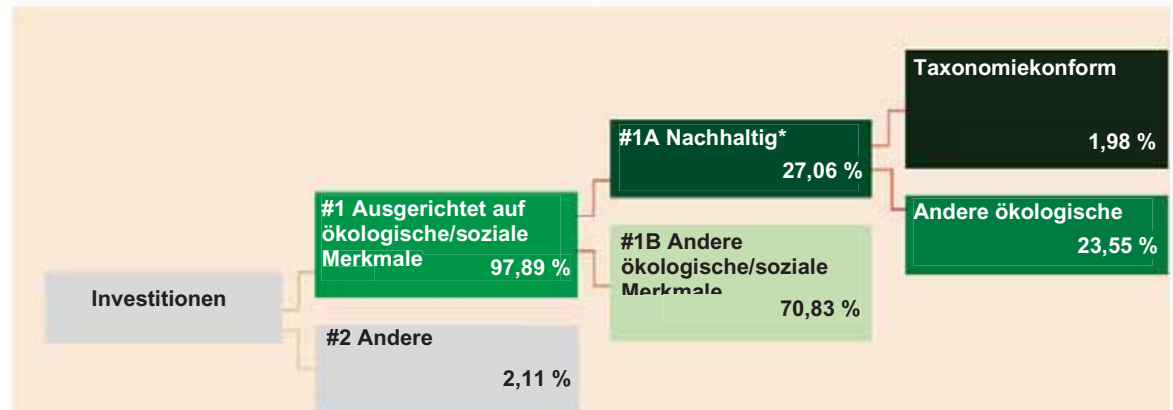 Taxonomiekonform
1,98 %
#1A Nachhaltig*
27,06 %
#1 Ausgerichtet auf
ökologische/soziale
Merkmale
97,89 %
Andere ökologische
23,55 %
#1B Andere
ökologische/soziale
Merkmale
70,83 %
Investitionen
#2 Andere
2,11 %